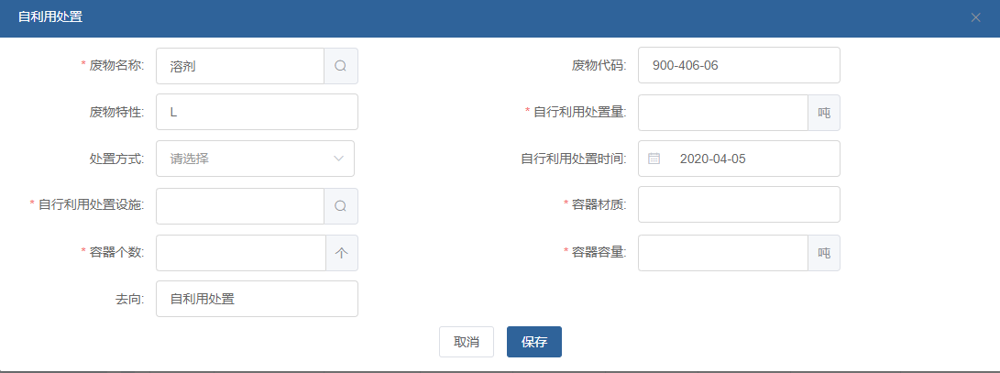 自利用处置
* 废物名称: 溶剂 废物代码: 900-406-06
废物特性: L * 自行利用处置量: 吨
处置方式: 请选择 自行利用处置时间: 2020-04-05
* 自行利用处置设施: * 容器材质:
* 容器个数: 个 * 容器容量: 吨
去向: 自利用处置
取消 保存